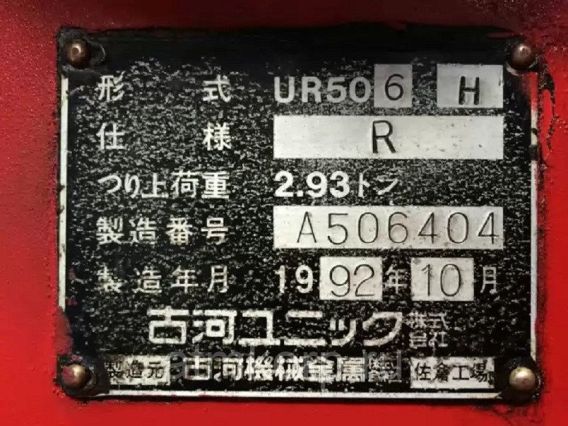 形式 UR506 H
仕様 R
つり上荷重 2.93トン
製造番号 A506404
製造年月 1992年10月
古河ユニック株式会社
製造元 古河機械金属 佐倉工場